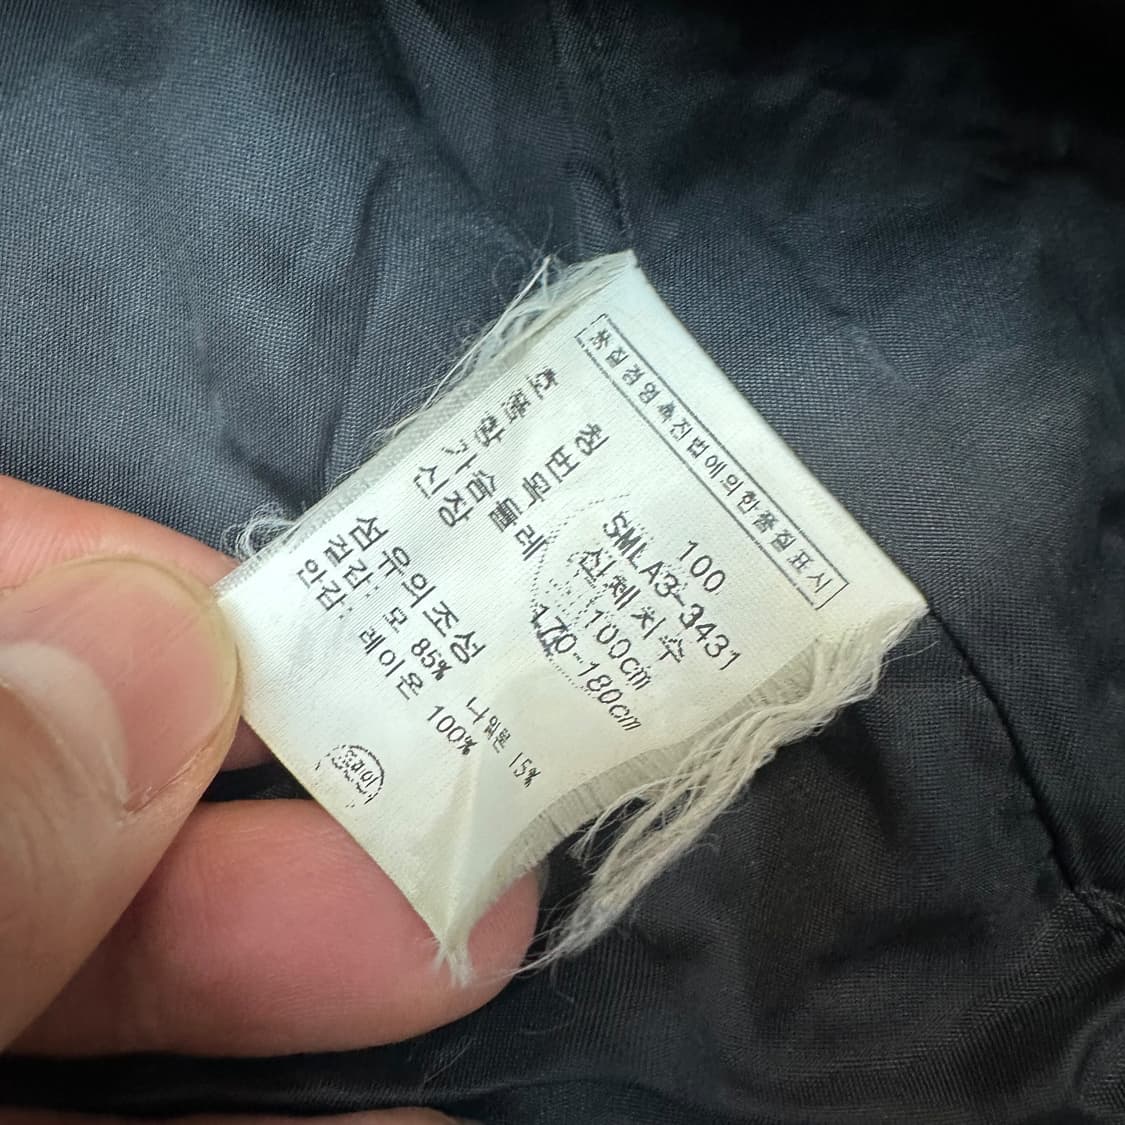 품질경영촉진법에의한품질표시
호칭 100
품번 SMLA3-3431
신체치수
가슴둘레 100cm
신장 170-180cm
섬유의조성
겉감: 모 85% 나일론 15%
안감: 레이온 100%